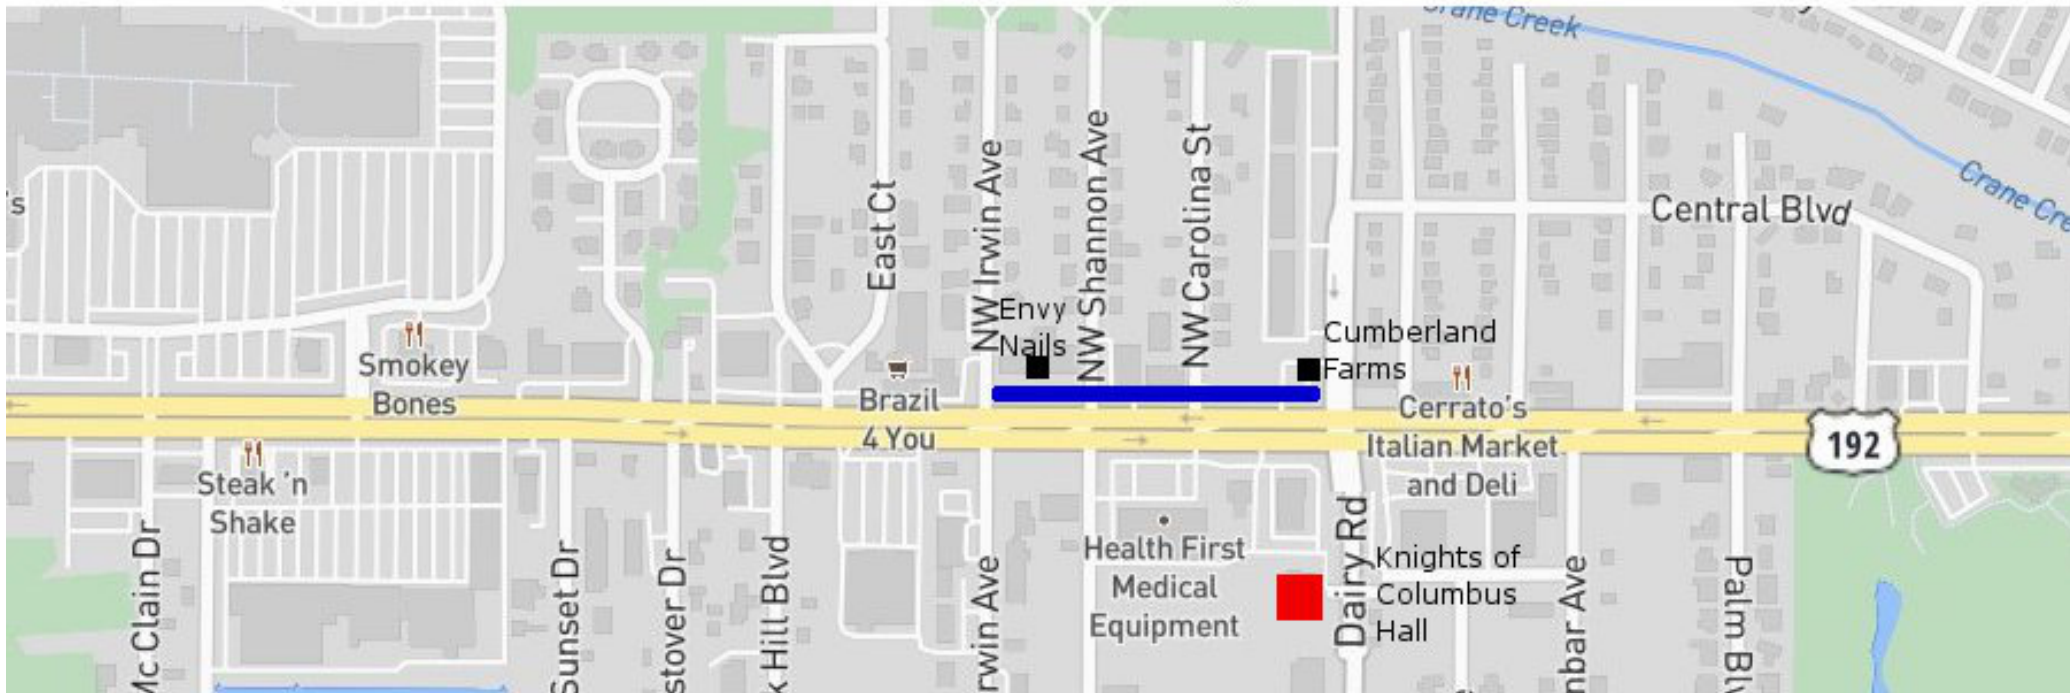 Crane Creek
's
NW Irwin Ave
NW Shannon Ave
NW Carolina St
East Ct
Central Blvd
Envy
Nails
Cumberland
Farms
Smokey
Bones
Brazil
4 You
Cerrato's
Italian Market
and Deli
192
Steak 'n
Shake
Health First
Medical
Equipment
Knights of
Columbus
Hall
Dairy Rd
Mc Clain Dr
Sunset Dr
stover Dr
k Hill Blvd
rwin Ave
nbar Ave
Palm Blv
Crane Cre